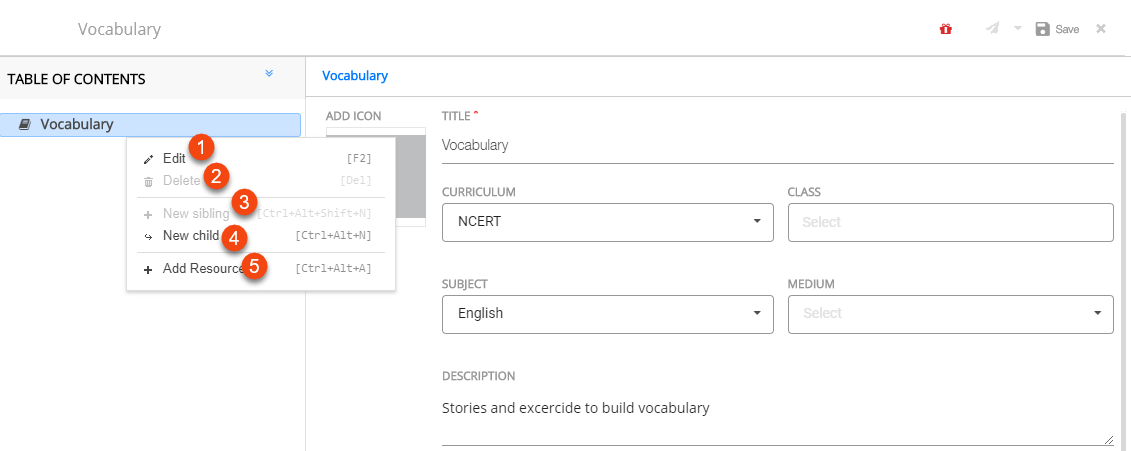 Vocabulary
Save
TABLE OF CONTENTS
Vocabulary
Vocabulary
1
Edit [F2]
2
Delete [Del]
3
New sibling [Ctrl+Alt+Shift+N]
4
New child [Ctrl+Alt+N]
5
Add Resource [Ctrl+Alt+A]
ADD ICON
TITLE *
Vocabulary
CURRICULUM
NCERT
CLASS
Select
SUBJECT
English
MEDIUM
Select
DESCRIPTION
Stories and excercide to build vocabulary